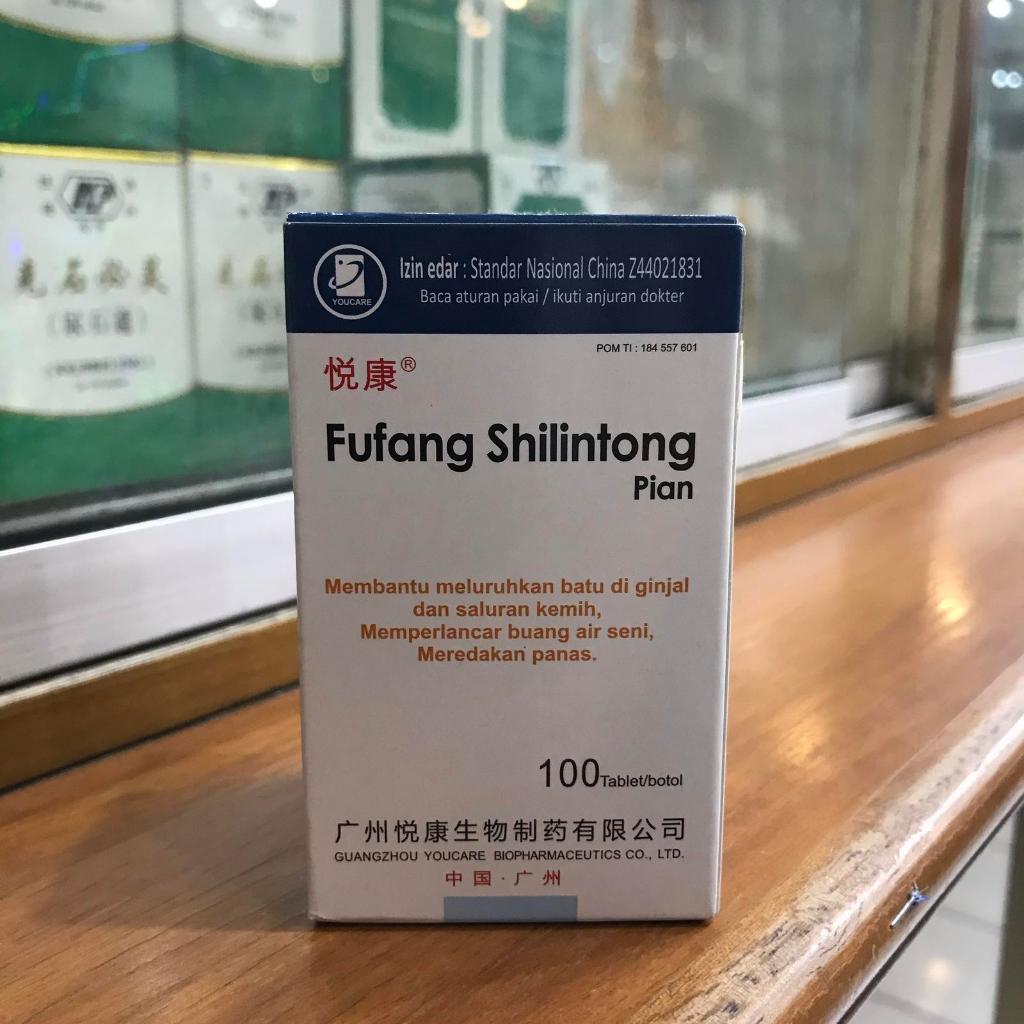 YOUCARE
Izin edar : Standar Nasional China Z44021831
Baca aturan pakai / ikuti anjuran dokter
POM TI : 184 557 601
悦康®
Fufang Shilintong
Pian
Membantu meluruhkan batu di ginjal
dan saluran kemih,
Memperlancar buang air seni,
Meredakan panas.
100Tablet/botol
广州悦康生物制药有限公司
GUANGZHOU YOUCARE BIOPHARMACEUTICS CO., LTD.
中国·广州